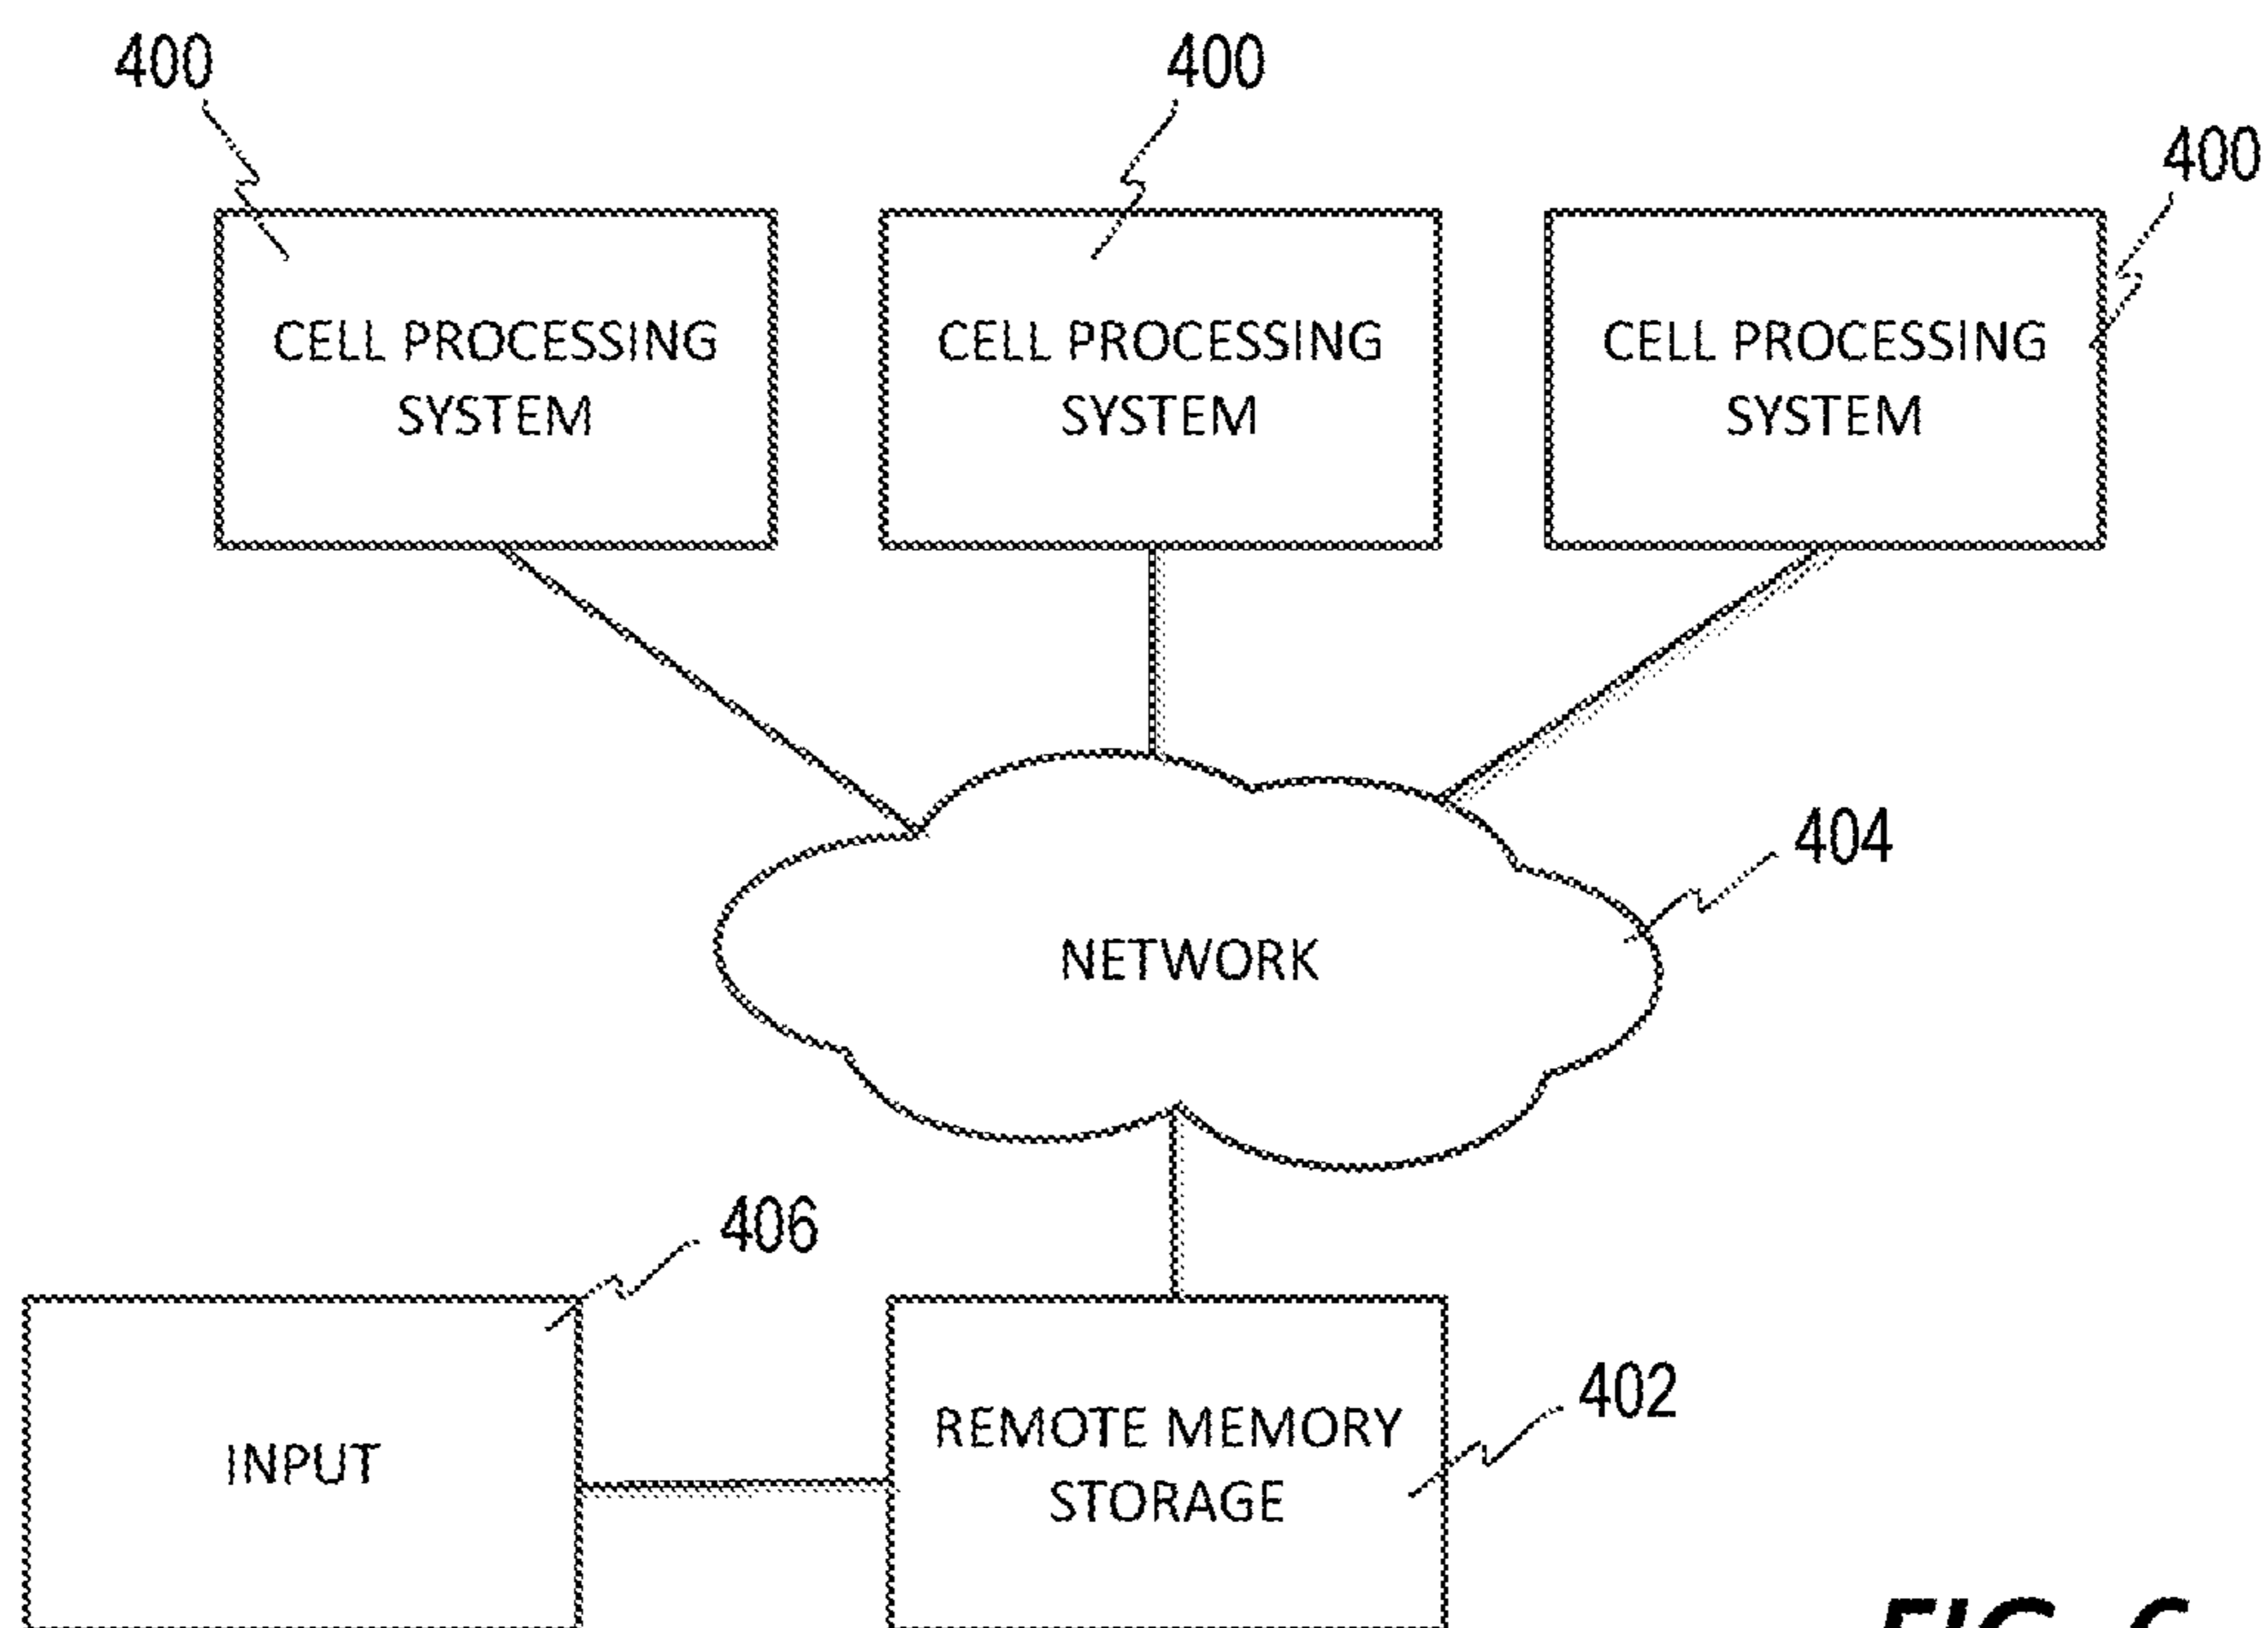 400
400
400
CELL PROCESSING
SYSTEM
CELL PROCESSING
SYSTEM
CELL PROCESSING
SYSTEM
404
NETWORK
406
402
INPUT
REMOTE MEMORY
STORAGE